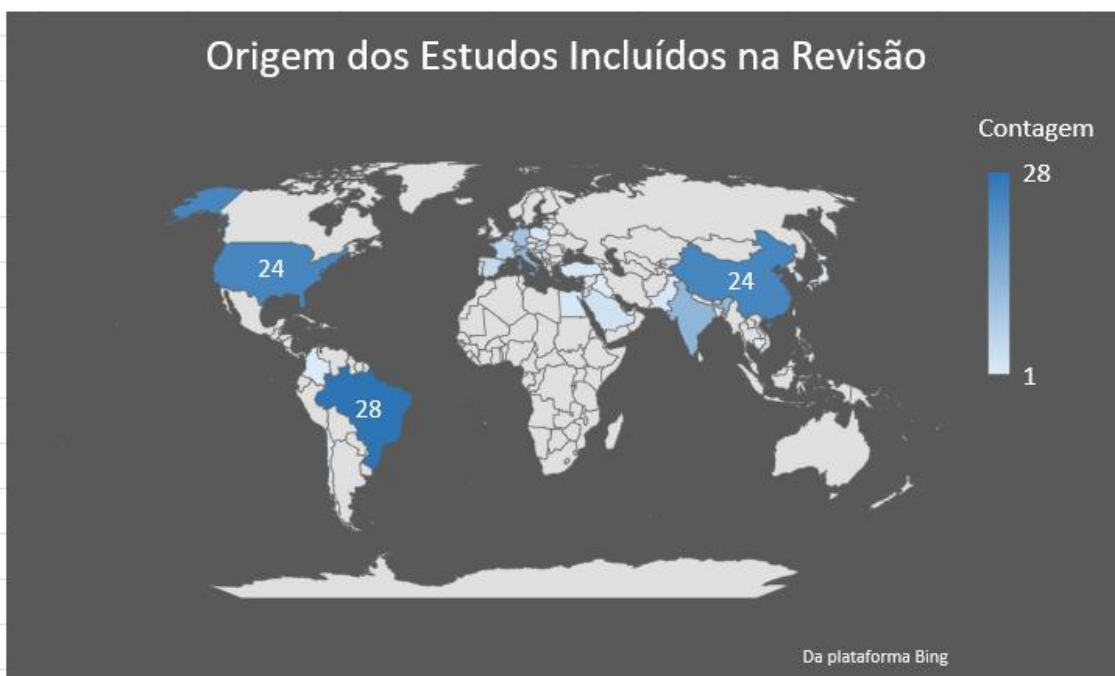 Origem dos Estudos Incluídos na Revisão
Contagem
28
1
24
24
28
Da plataforma Bing